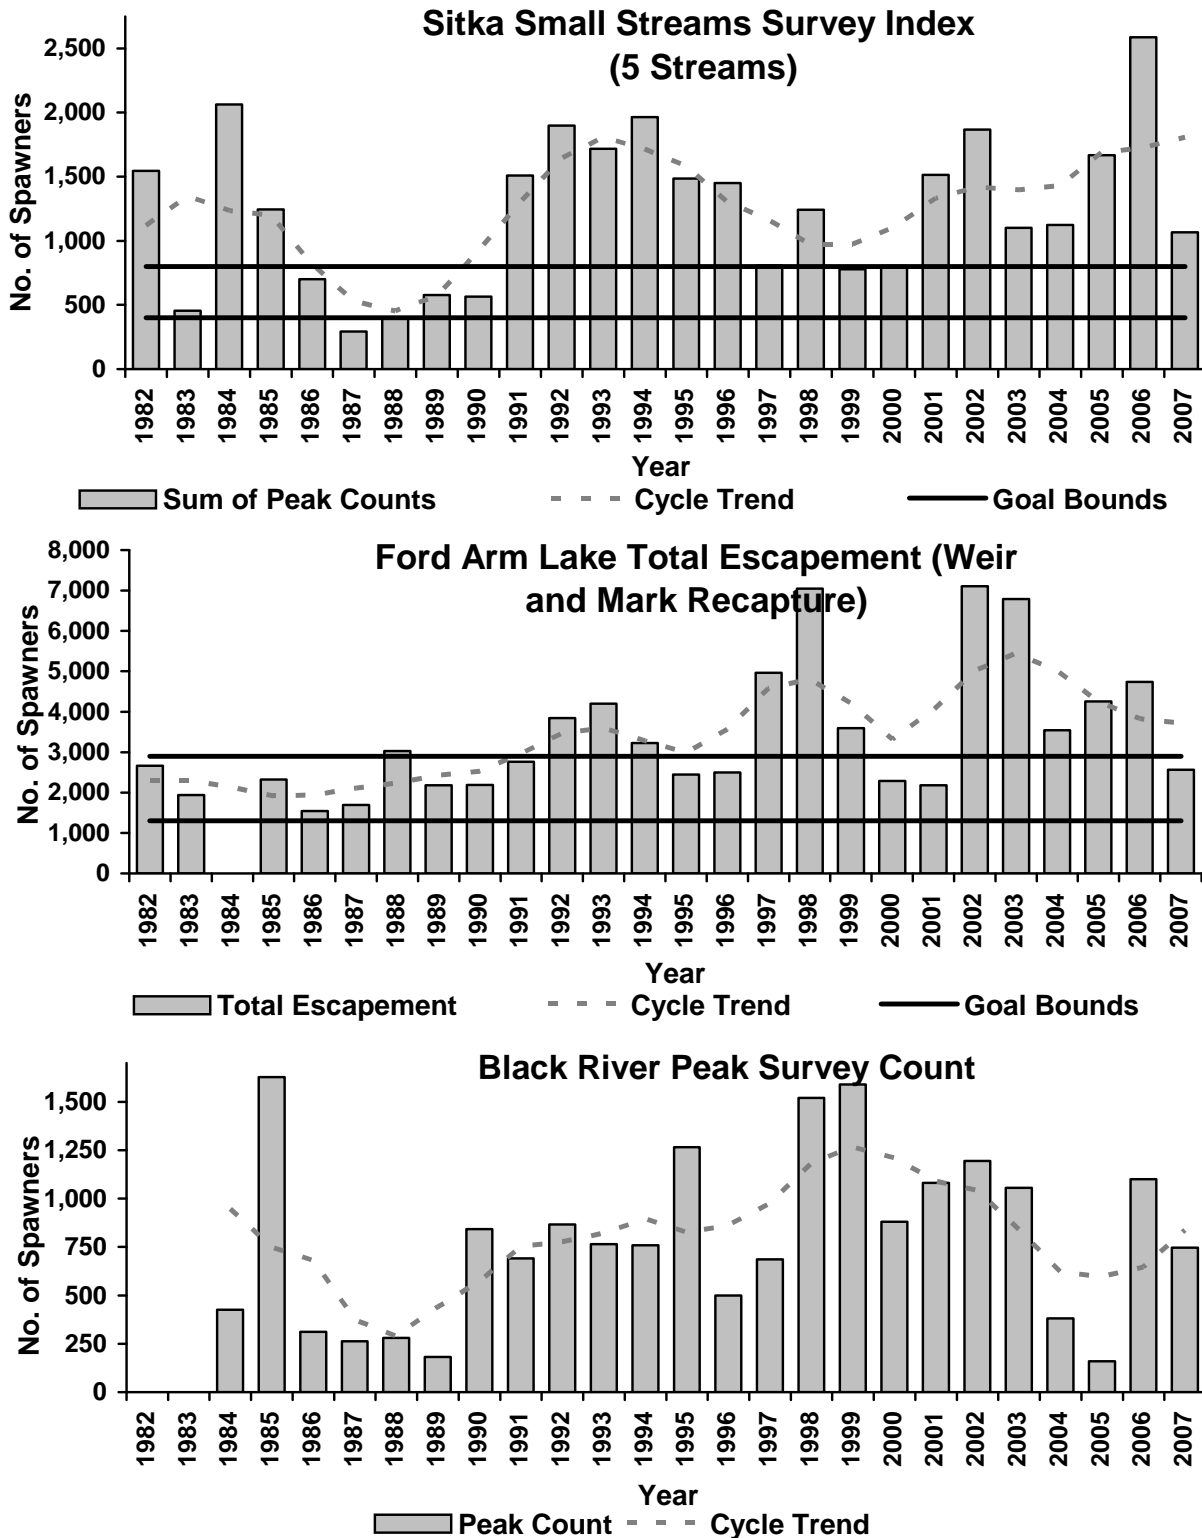 Sitka Small Streams Survey Index
(5 Streams)
No. of Spawners
2,500
2,000
1,500
1,000
500
0
1982 1983 1984 1985 1986 1987 1988 1989 1990 1991 1992 1993 1994 1995 1996 1997 1998 1999 2000 2001 2002 2003 2004 2005 2006 2007
Year
Sum of Peak Counts Cycle Trend Goal Bounds
Ford Arm Lake Total Escapement (Weir
and Mark Recapture)
No. of Spawners
8,000
7,000
6,000
5,000
4,000
3,000
2,000
1,000
0
1982 1983 1984 1985 1986 1987 1988 1989 1990 1991 1992 1993 1994 1995 1996 1997 1998 1999 2000 2001 2002 2003 2004 2005 2006 2007
Year
Total Escapement Cycle Trend Goal Bounds
Black River Peak Survey Count
No. of Spawners
1,500
1,250
1,000
750
500
250
0
1982 1983 1984 1985 1986 1987 1988 1989 1990 1991 1992 1993 1994 1995 1996 1997 1998 1999 2000 2001 2002 2003 2004 2005 2006 2007
Year
Peak Count Cycle Trend